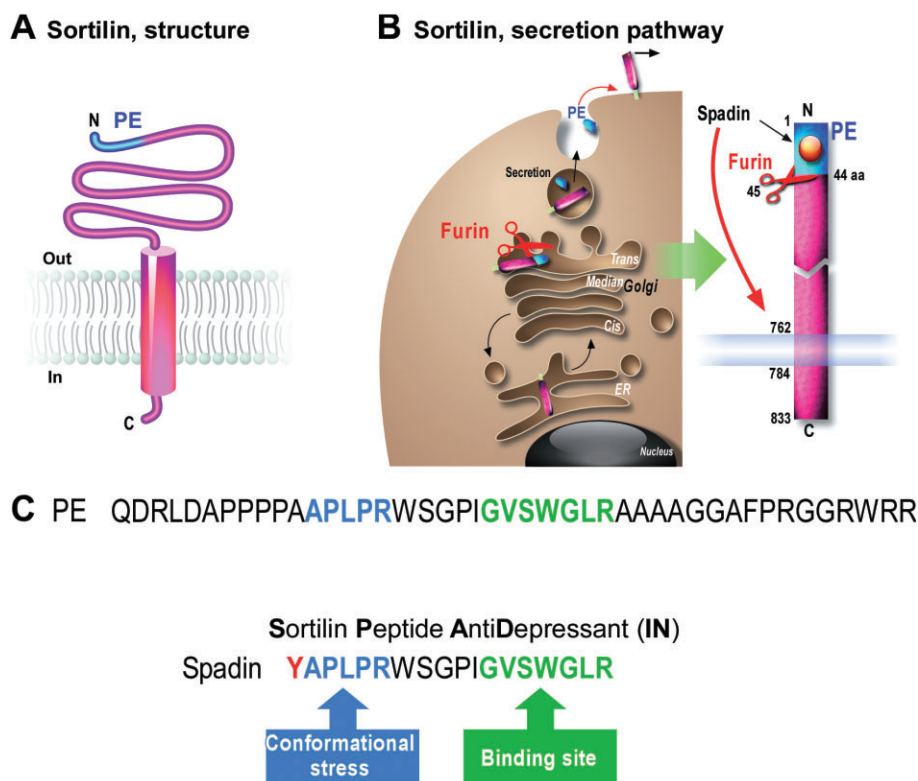 A Sortilin, structure
N PE
Out
In
C
B Sortilin, secretion pathway
PE
Secretion
Furin
Trans
Median Golgi
Cis
ER
Nucleus
Spadin
N
1
PE
Furin
45
44 aa
762
784
833
C
C PE QDRLDAPPPPAAPLPRWSGPIGVSWGLRAAAAGGAFPRGGRWRR
Sortilin Peptide AntiDepressant (IN)
Spadin YAPLPRWSGPIGVSWGLR
Conformational
stress
Binding site